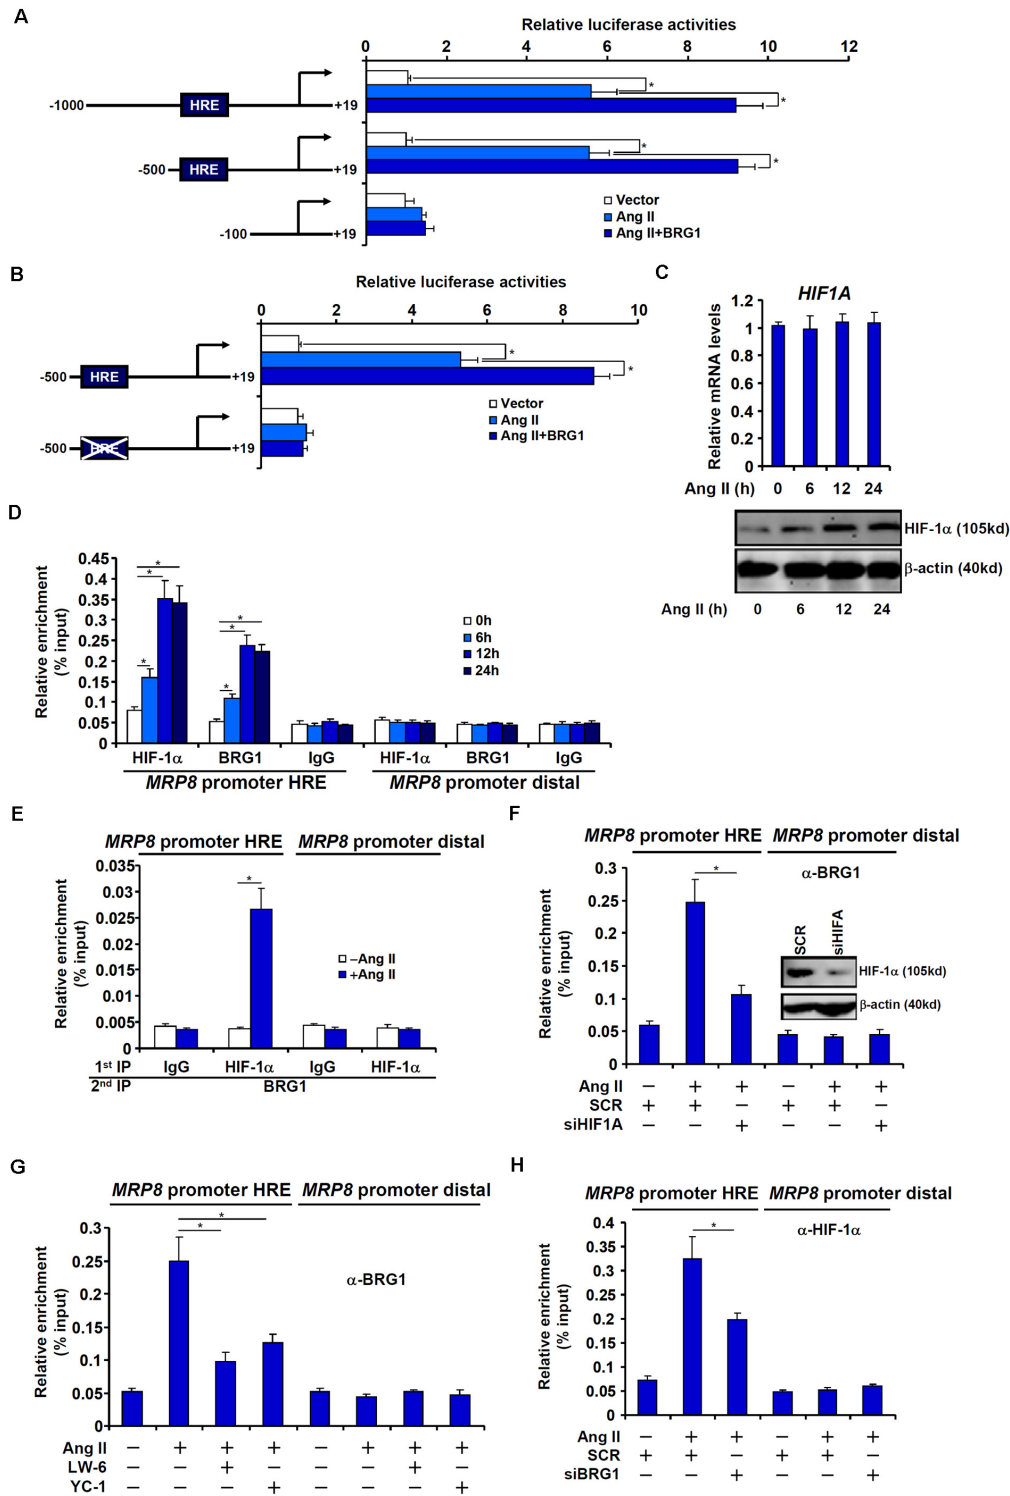 A
Relative luciferase activities
0 2 4 6 8 10 12
-1000 HRE +19
*
*
-500 HRE +19
*
*
-100 +19
Vector
Ang II
Ang II+BRG1
B
Relative luciferase activities
0 2 4 6 8 10
-500 HRE +19
*
*
-500 HRE +19
Vector
Ang II
Ang II+BRG1
C
HIF1A
Relative mRNA levels
1.2
1
0.8
0.6
0.4
0.2
0
Ang II (h) 0 6 12 24
HIF-1α (105kd)
β-actin (40kd)
Ang II (h) 0 6 12 24
D
Relative enrichment
(% input)
0.45
0.4
0.35
0.3
0.25
0.2
0.15
0.1
0.05
0
* * * * * *
0h
6h
12h
24h
HIF-1α BRG1 IgG HIF-1α BRG1 IgG
MRP8 promoter HRE MRP8 promoter distal
E
MRP8 promoter HRE MRP8 promoter distal
Relative enrichment
(% input)
0.035
0.03
0.025
0.02
0.015
0.01
0.005
0
*
–Ang II
+Ang II
1st IP IgG HIF-1α IgG HIF-1α
2nd IP BRG1
F
MRP8 promoter HRE MRP8 promoter distal
α-BRG1
Relative enrichment
(% input)
0.3
0.25
0.2
0.15
0.1
0.05
0
*
SCR siHIFA
HIF-1α (105kd)
β-actin (40kd)
Ang II – + + – + +
SCR + + – + + –
siHIF1A – – + – – +
G
MRP8 promoter HRE MRP8 promoter distal
α-BRG1
Relative enrichment
(% input)
0.3
0.25
0.2
0.15
0.1
0.05
0
* *
Ang II – + + + – + + +
LW-6 – – + – – – + –
YC-1 – – – + – – – +
H
MRP8 promoter HRE MRP8 promoter distal
α-HIF-1α
Relative enrichment
(% input)
0.4
0.35
0.3
0.25
0.2
0.15
0.1
0.05
0
*
Ang II – + + – + +
SCR + + – + + –
siBRG1 – – + – – +